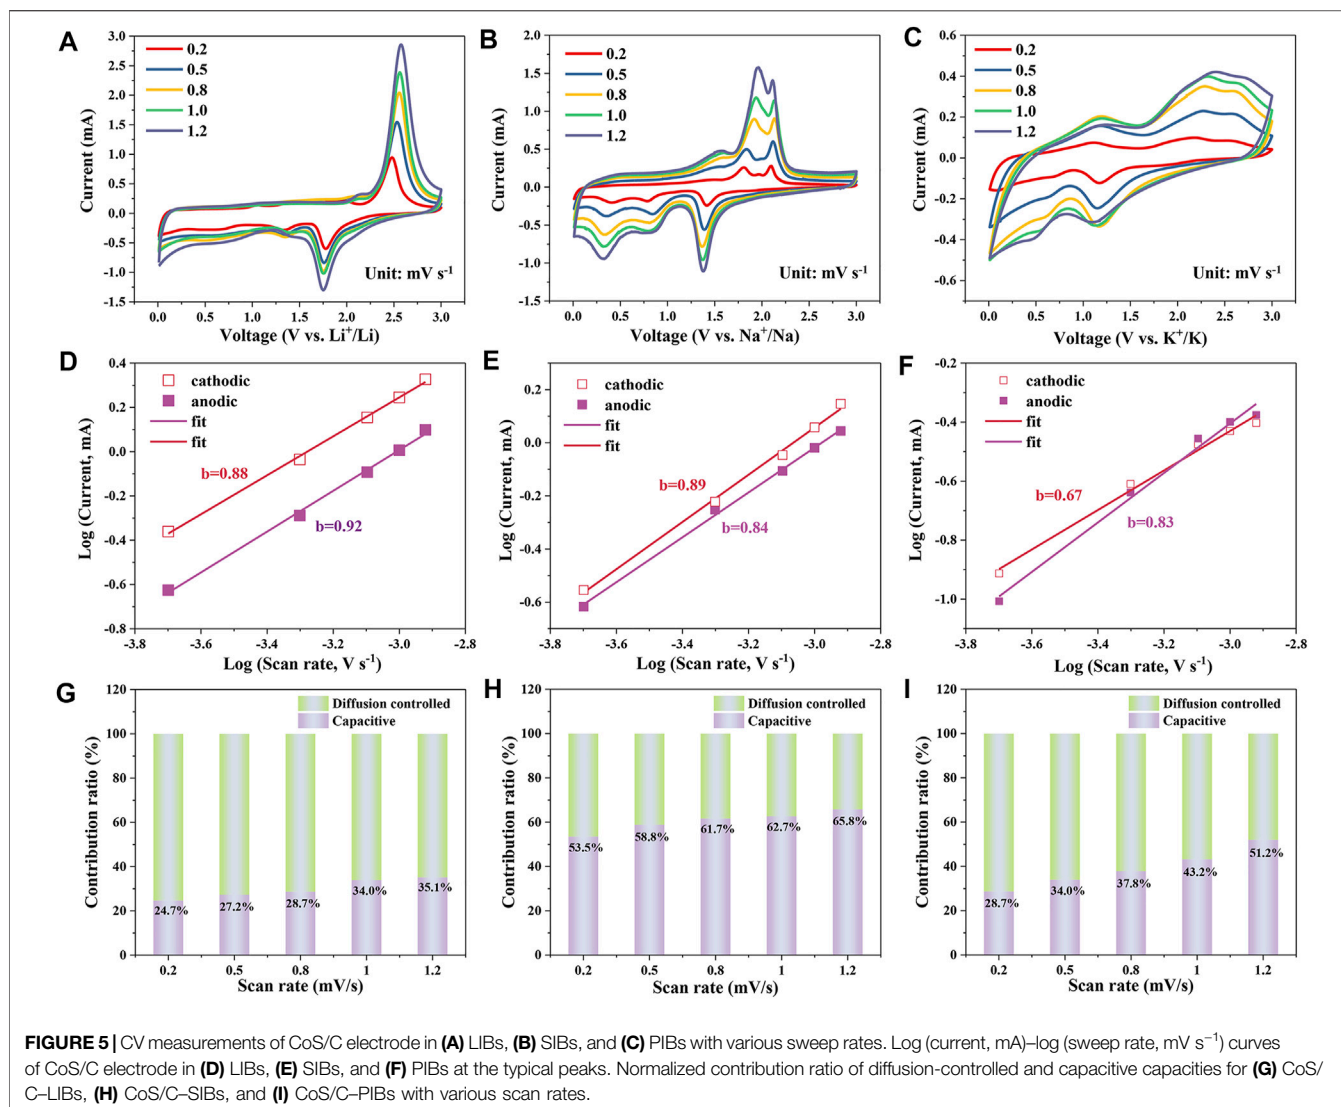 A
3.0
2.5
2.0
1.5
1.0
0.5
0.0
-0.5
-1.0
-1.5
Current (mA)
0.2
0.5
0.8
1.0
1.2
Unit: mV s⁻¹
0.0 0.5 1.0 1.5 2.0 2.5 3.0
Voltage (V vs. Li⁺/Li)
B
2.0
1.5
1.0
0.5
0.0
-0.5
-1.0
-1.5
Current (mA)
0.2
0.5
0.8
1.0
1.2
Unit: mV s⁻¹
0.0 0.5 1.0 1.5 2.0 2.5 3.0
Voltage (V vs. Na⁺/Na)
C
0.6
0.4
0.2
0.0
-0.2
-0.4
-0.6
Current (mA)
0.2
0.5
0.8
1.0
1.2
Unit: mV s⁻¹
0.0 0.5 1.0 1.5 2.0 2.5 3.0
Voltage (V vs. K⁺/K)
D
0.4
0.2
0.0
-0.2
-0.4
-0.6
-0.8
Log (Current, mA)
cathodic
anodic
fit
fit
b=0.88
b=0.92
-3.8 -3.6 -3.4 -3.2 -3.0 -2.8
Log (Scan rate, V s⁻¹)
E
0.2
0.0
-0.2
-0.4
-0.6
Log (Current, mA)
cathodic
anodic
fit
fit
b=0.89
b=0.84
-3.8 -3.6 -3.4 -3.2 -3.0 -2.8
Log (Scan rate, V s⁻¹)
F
-0.2
-0.4
-0.6
-0.8
-1.0
Log (Current, mA)
cathodic
anodic
fit
fit
b=0.67
b=0.83
-3.8 -3.6 -3.4 -3.2 -3.0 -2.8
Log (Scan rate, V s⁻¹)
G
120
100
80
60
40
20
0
Contribution ratio (%)
Diffusion controlled
Capacitive
24.7% 27.2% 28.7% 34.0% 35.1%
0.2 0.5 0.8 1 1.2
Scan rate (mV/s)
H
120
100
80
60
40
20
0
Contribution ratio (%)
Diffusion controlled
Capacitive
53.5% 58.8% 61.7% 62.7% 65.8%
0.2 0.5 0.8 1 1.2
Scan rate (mV/s)
I
120
100
80
60
40
20
0
Contribution ratio (%)
Diffusion controlled
Capacitive
28.7% 34.0% 37.8% 43.2% 51.2%
0.2 0.5 0.8 1 1.2
Scan rate (mV/s)
FIGURE 5 | CV measurements of CoS/C electrode in (A) LIBs, (B) SIBs, and (C) PIBs with various sweep rates. Log (current, mA)–log (sweep rate, mV s⁻¹) curves
of CoS/C electrode in (D) LIBs, (E) SIBs, and (F) PIBs at the typical peaks. Normalized contribution ratio of diffusion-controlled and capacitive capacities for (G) CoS/
C–LIBs, (H) CoS/C–SIBs, and (I) CoS/C–PIBs with various scan rates.